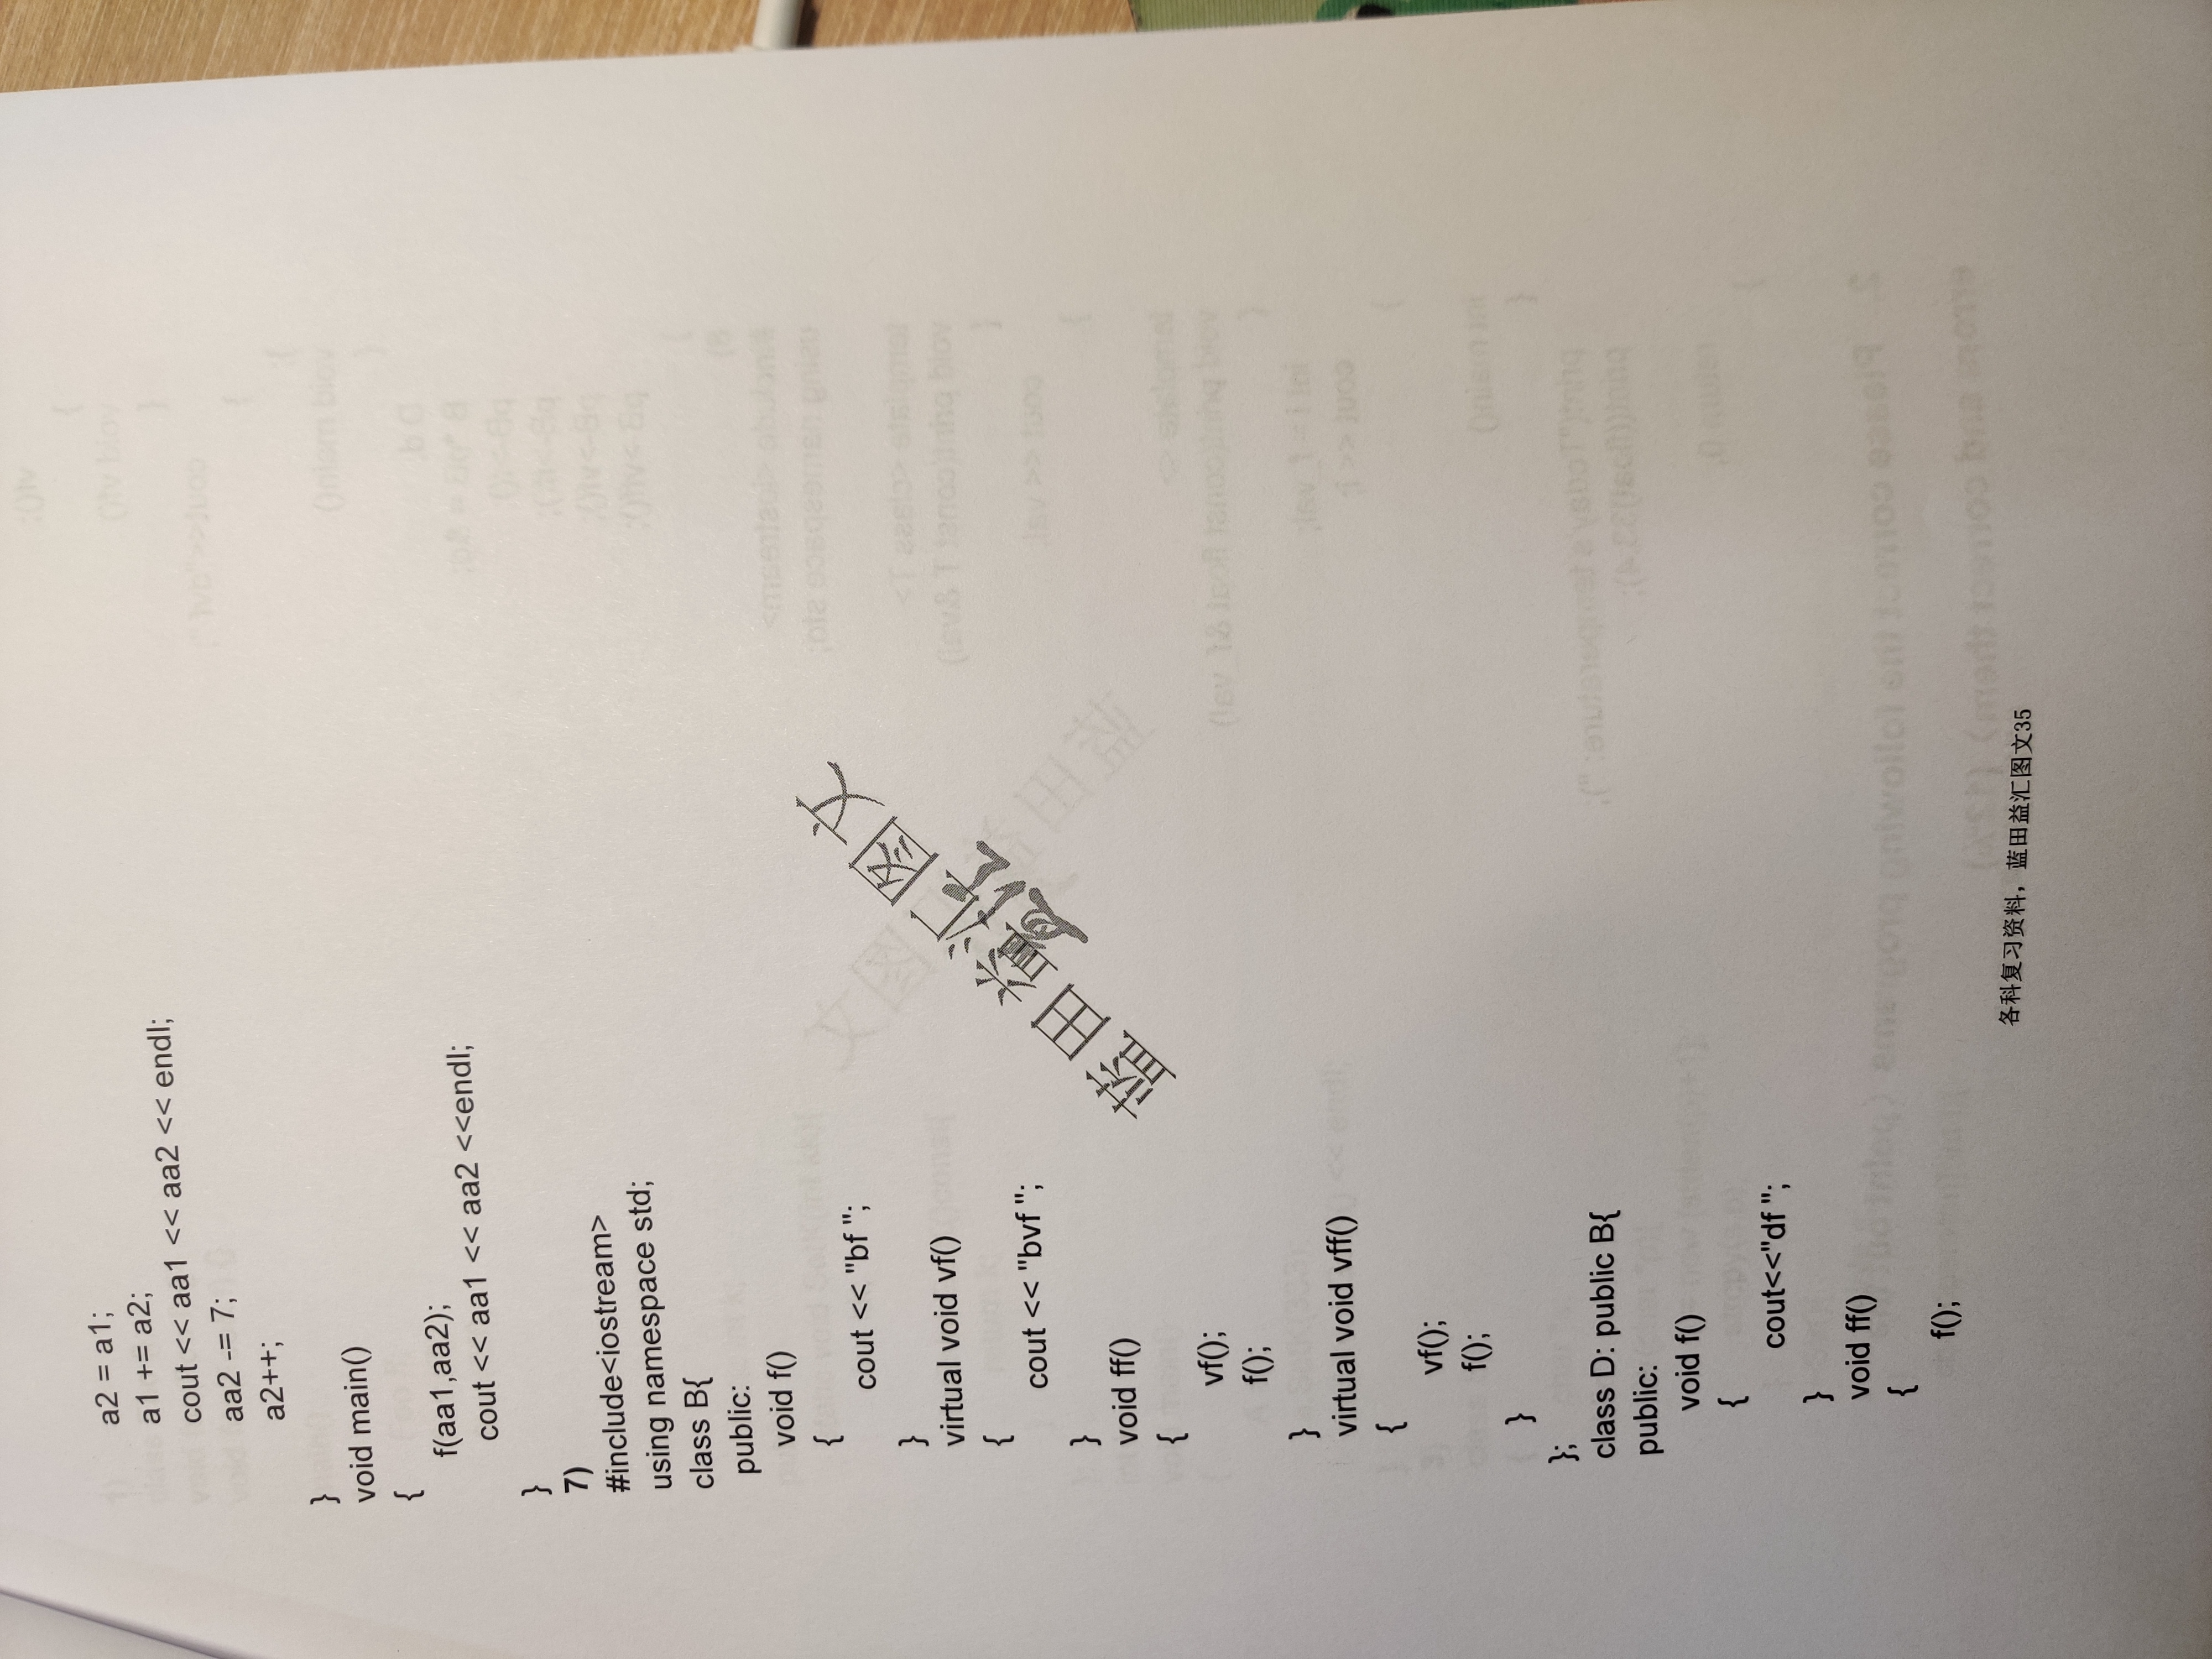 a2 = a1;
a1 += a2;
cout << aa1 << aa2 << endl;
aa2 -= 7;
a2++;
}
void main()
{
f(aa1,aa2);
cout << aa1 << aa2 <<endl;
}
7)
#include<iostream>
using namespace std;
class B{
public:
void f()
{
cout << "bf ";
}
virtual void vf()
{
cout << "bvf ";
}
void ff()
{
vf();
f();
}
virtual void vff()
{
vf();
f();
}
};
class D: public B{
public:
void f()
{
cout<<"df ";
}
void ff()
{
f();
蓝田益汇图文
益汇
各科复习资料，蓝田益汇图文35